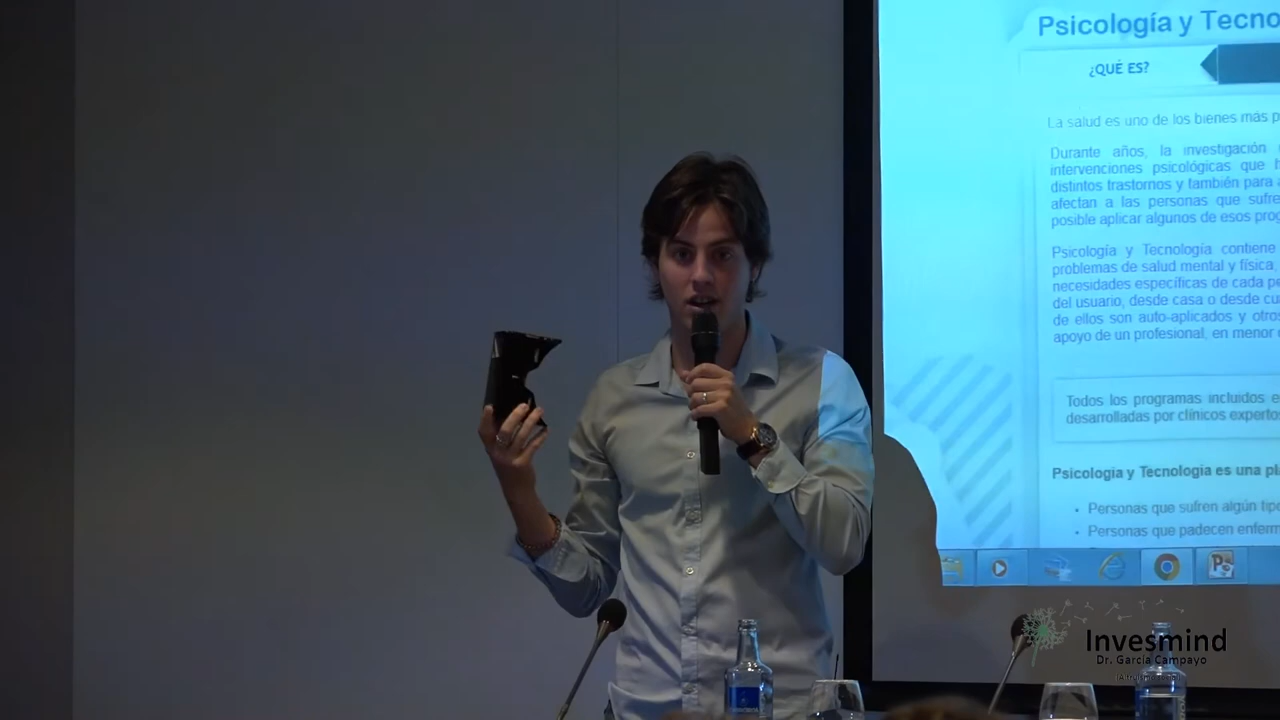 Psicología y Tecno
¿QUÉ ES?
La salud es uno de los bienes más p
Durante años, la investigación
intervenciones psicológicas que
distintos trastornos y también para
afectan a las personas que sufre
posible aplicar algunos de esos prog
Psicología y Tecnología contiene
problemas de salud mental y física,
necesidades específicas de cada pe
del usuario, desde casa o desde cu
de ellos son auto-aplicados y otros
apoyo de un profesional, en menor
Todos los programas incluidos e
desarrolladas por clínicos experto
Psicología y Tecnología es una pl
• Personas que sufren algún tipo
• Personas que padecen enferm
Invesmind
Dr. García Campayo